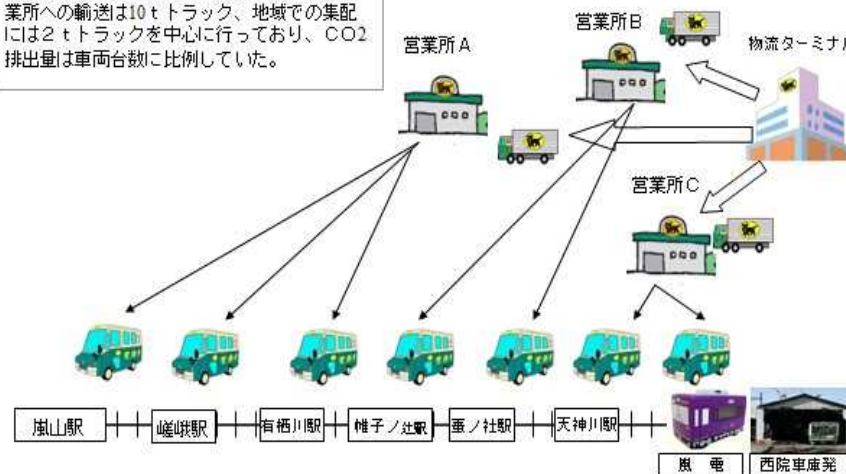 業所への輸送は10ｔトラック、地域での集配
には２ｔトラックを中心に行っており、ＣＯ2
排出量は車両台数に比例していた。
営業所Ａ
営業所Ｂ
物流ターミナル
営業所Ｃ
嵐山駅
嵯峨駅
有栖川駅
帷子ノ辻駅
蚕ノ社駅
天神川駅
嵐　電
西院車庫発